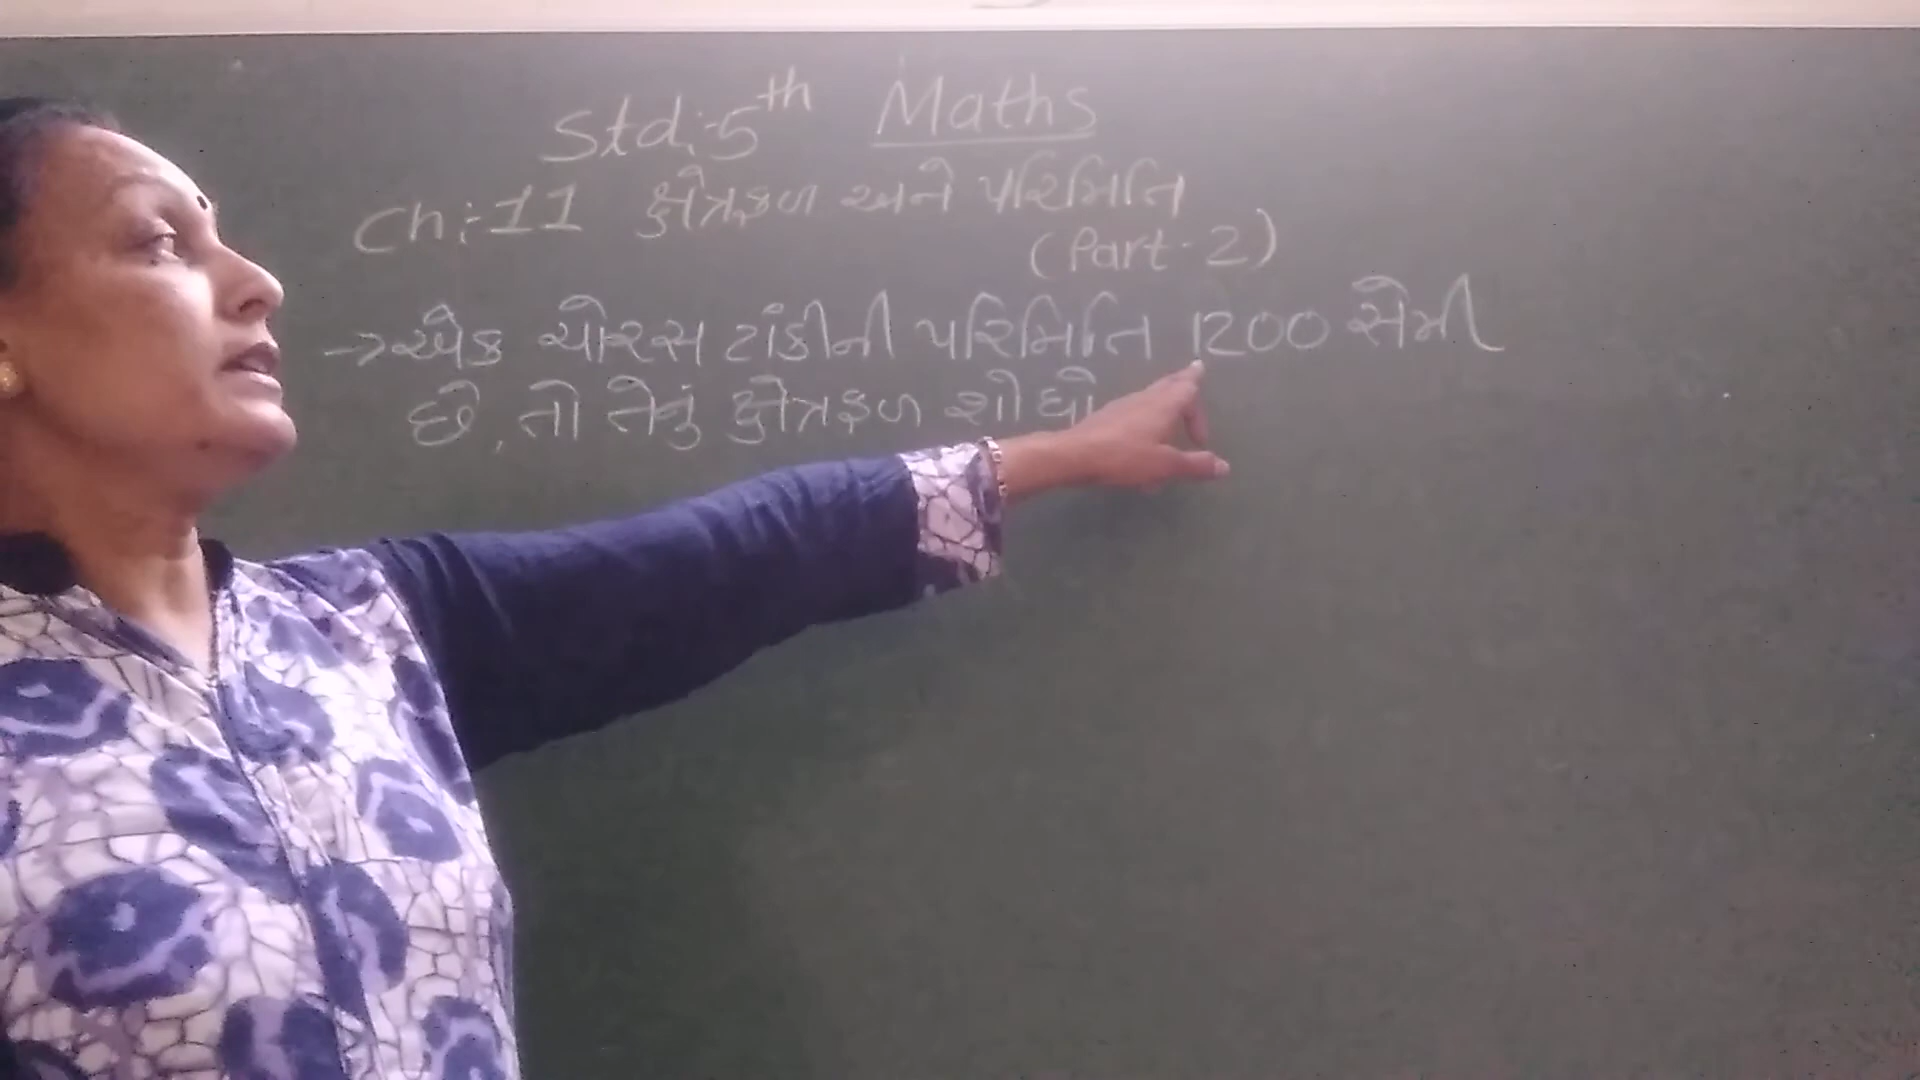 Std:-5th Maths
Ch:-11 ક્ષેત્રફળ અને પરિમિતિ
(Part-2)
→ એક ચોરસ ટાંકીની પરિમિતિ 1200 સેમી
છે, તો તેનું ક્ષેત્રફળ શોધો